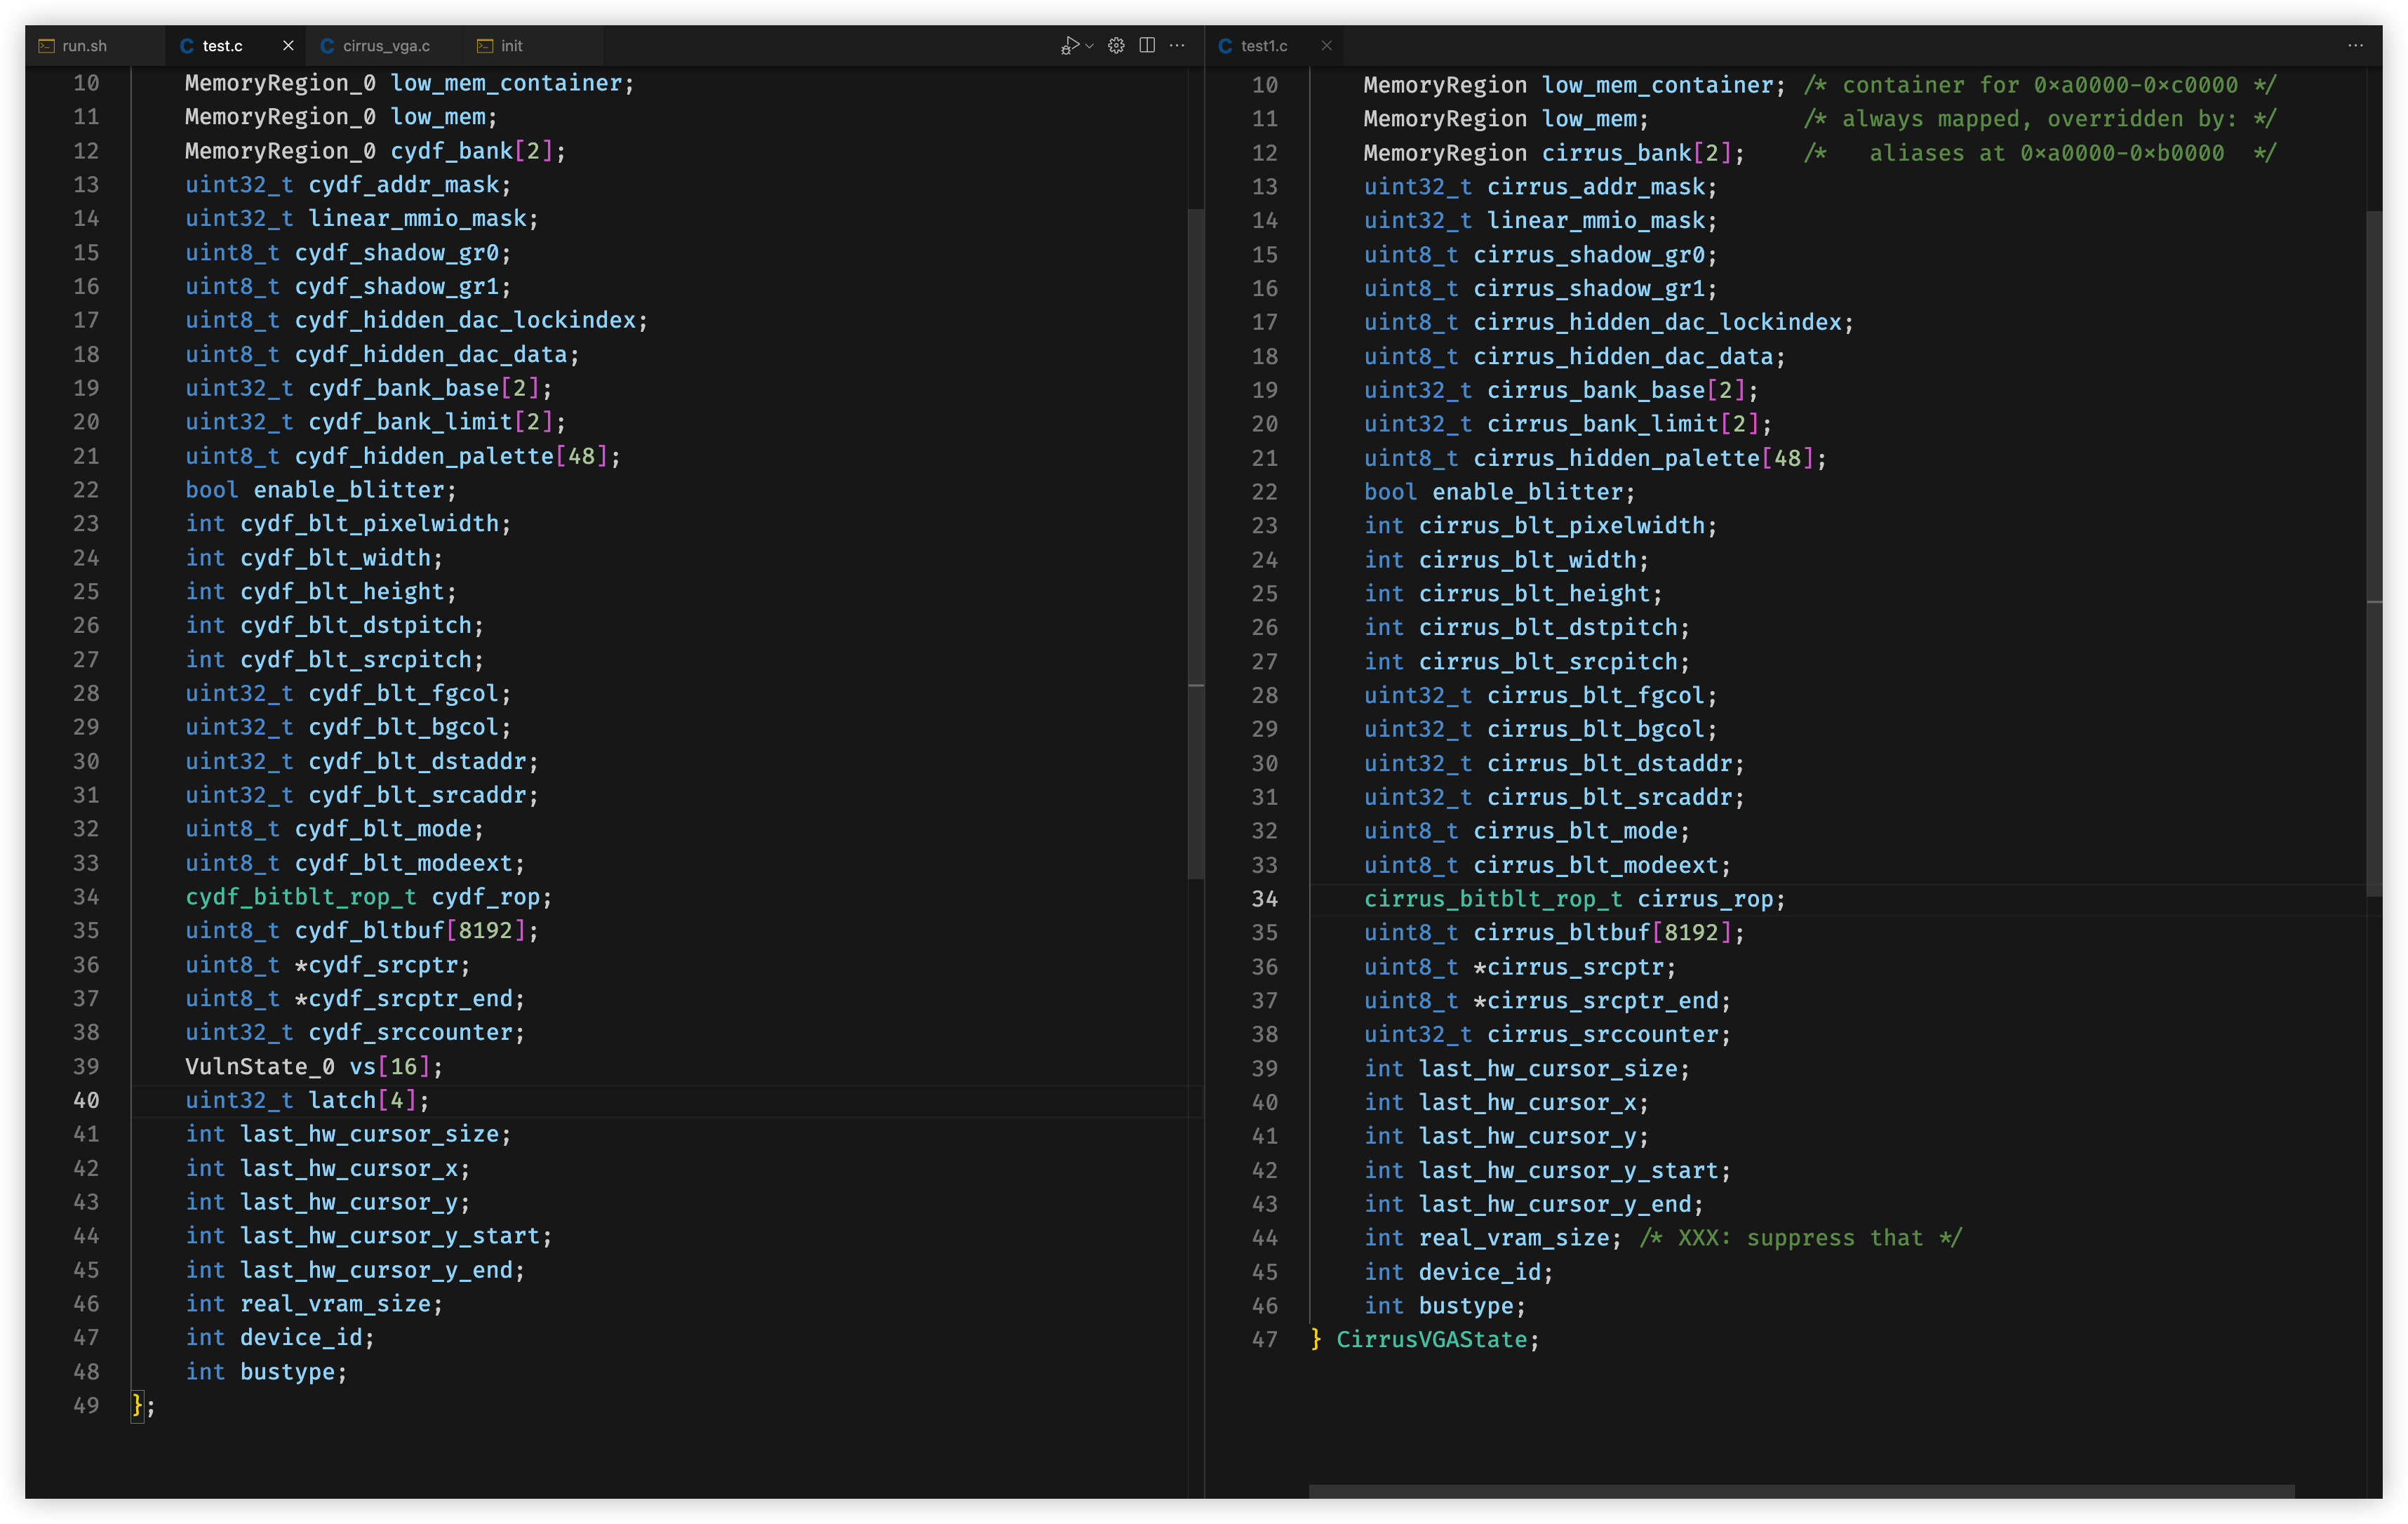 run.sh test.c cirrus_vga.c init
10 MemoryRegion_0 low_mem_container;
11 MemoryRegion_0 low_mem;
12 MemoryRegion_0 cydf_bank[2];
13 uint32_t cydf_addr_mask;
14 uint32_t linear_mmio_mask;
15 uint8_t cydf_shadow_gr0;
16 uint8_t cydf_shadow_gr1;
17 uint8_t cydf_hidden_dac_lockindex;
18 uint8_t cydf_hidden_dac_data;
19 uint32_t cydf_bank_base[2];
20 uint32_t cydf_bank_limit[2];
21 uint8_t cydf_hidden_palette[48];
22 bool enable_blitter;
23 int cydf_blt_pixelwidth;
24 int cydf_blt_width;
25 int cydf_blt_height;
26 int cydf_blt_dstpitch;
27 int cydf_blt_srcpitch;
28 uint32_t cydf_blt_fgcol;
29 uint32_t cydf_blt_bgcol;
30 uint32_t cydf_blt_dstaddr;
31 uint32_t cydf_blt_srcaddr;
32 uint8_t cydf_blt_mode;
33 uint8_t cydf_blt_modeext;
34 cydf_bitblt_rop_t cydf_rop;
35 uint8_t cydf_bltbuf[8192];
36 uint8_t *cydf_srcptr;
37 uint8_t *cydf_srcptr_end;
38 uint32_t cydf_srccounter;
39 VulnState_0 vs[16];
40 uint32_t latch[4];
41 int last_hw_cursor_size;
42 int last_hw_cursor_x;
43 int last_hw_cursor_y;
44 int last_hw_cursor_y_start;
45 int last_hw_cursor_y_end;
46 int real_vram_size;
47 int device_id;
48 int bustype;
49 };
test1.c
10 MemoryRegion low_mem_container; /* container for 0xa0000-0xc0000 */
11 MemoryRegion low_mem; /* always mapped, overridden by: */
12 MemoryRegion cirrus_bank[2]; /* aliases at 0xa0000-0xb0000 */
13 uint32_t cirrus_addr_mask;
14 uint32_t linear_mmio_mask;
15 uint8_t cirrus_shadow_gr0;
16 uint8_t cirrus_shadow_gr1;
17 uint8_t cirrus_hidden_dac_lockindex;
18 uint8_t cirrus_hidden_dac_data;
19 uint32_t cirrus_bank_base[2];
20 uint32_t cirrus_bank_limit[2];
21 uint8_t cirrus_hidden_palette[48];
22 bool enable_blitter;
23 int cirrus_blt_pixelwidth;
24 int cirrus_blt_width;
25 int cirrus_blt_height;
26 int cirrus_blt_dstpitch;
27 int cirrus_blt_srcpitch;
28 uint32_t cirrus_blt_fgcol;
29 uint32_t cirrus_blt_bgcol;
30 uint32_t cirrus_blt_dstaddr;
31 uint32_t cirrus_blt_srcaddr;
32 uint8_t cirrus_blt_mode;
33 uint8_t cirrus_blt_modeext;
34 cirrus_bitblt_rop_t cirrus_rop;
35 uint8_t cirrus_bltbuf[8192];
36 uint8_t *cirrus_srcptr;
37 uint8_t *cirrus_srcptr_end;
38 uint32_t cirrus_srccounter;
39 int last_hw_cursor_size;
40 int last_hw_cursor_x;
41 int last_hw_cursor_y;
42 int last_hw_cursor_y_start;
43 int last_hw_cursor_y_end;
44 int real_vram_size; /* XXX: suppress that */
45 int device_id;
46 int bustype;
47 } CirrusVGAState;